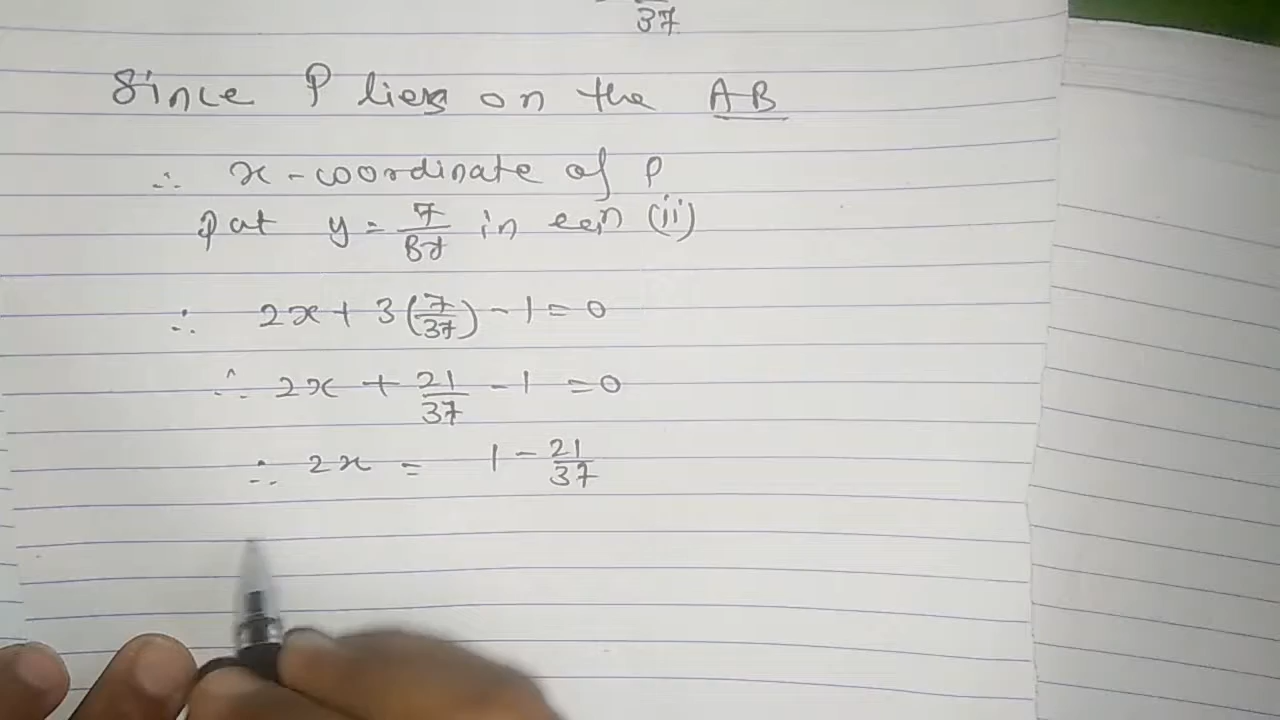 37
Since P lies on the AB
∴ x-coordinate of P
Put y = 7/37 in eqn (ii)
∴ 2x + 3(7/37) - 1 = 0
∴ 2x + 21/37 - 1 = 0
∴ 2x = 1 - 21/37